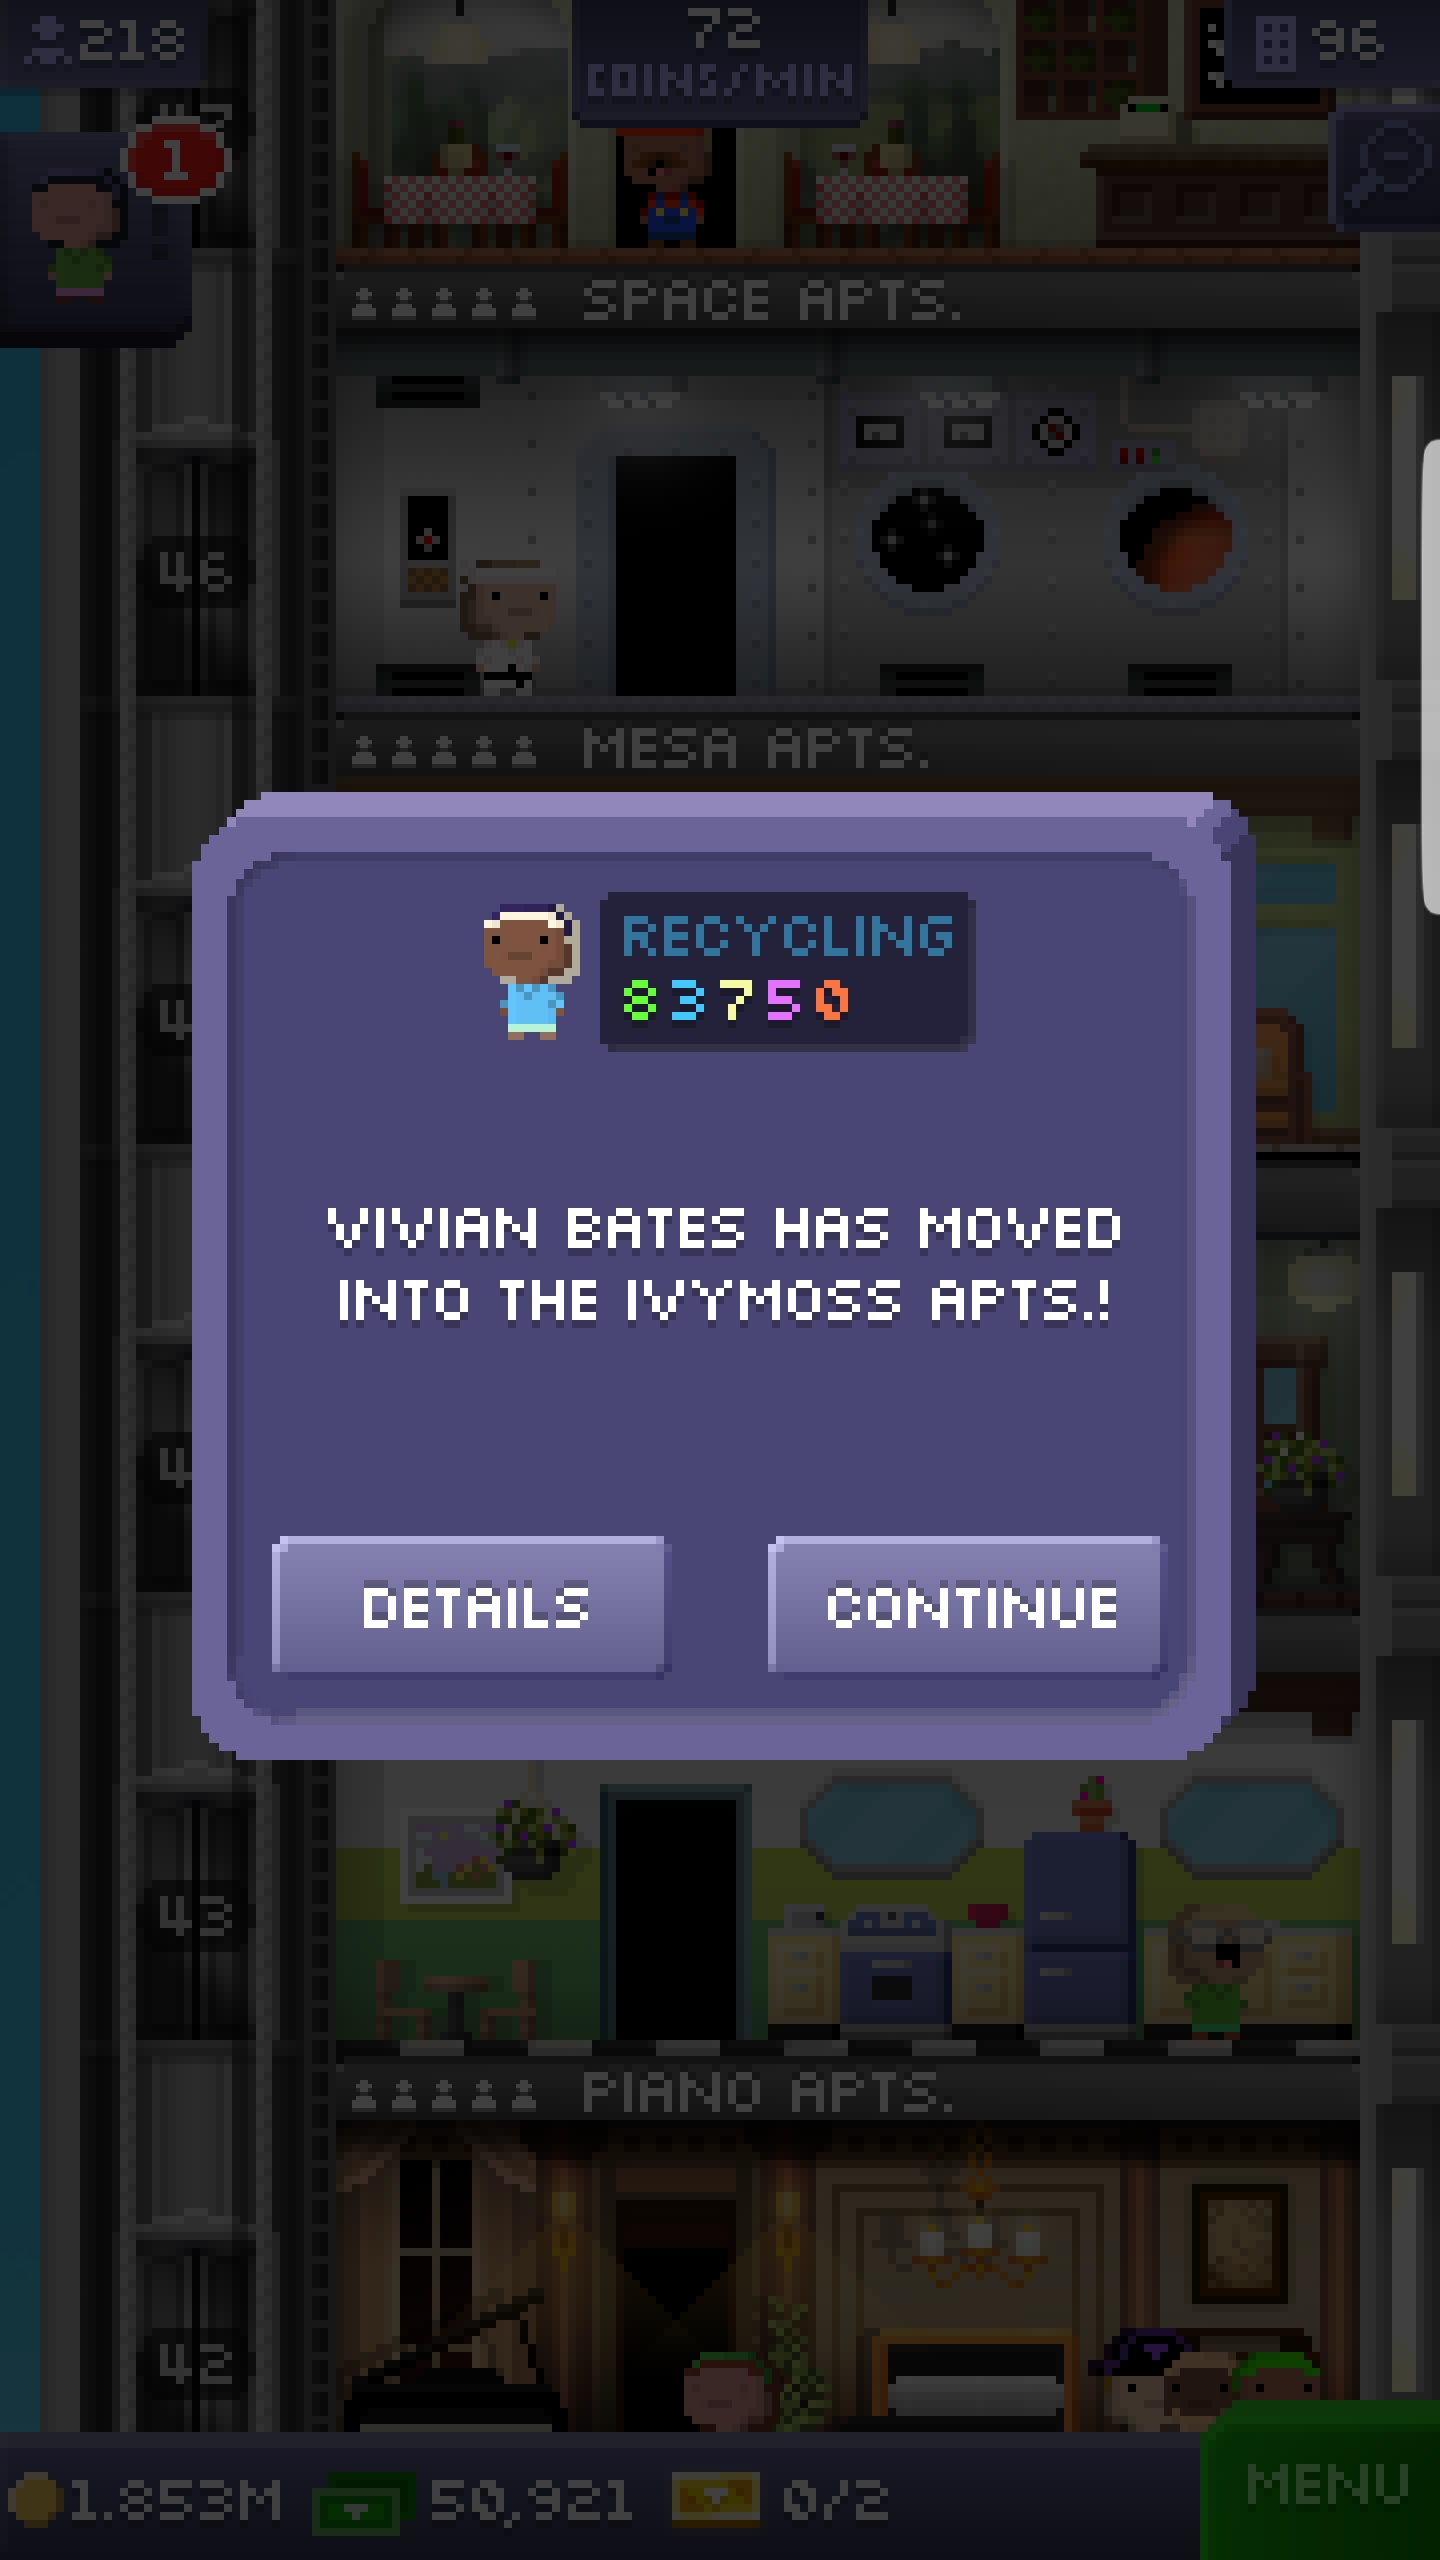 218
72
COINS/MIN
96
1
SPACE APTS.
46
MESA APTS.
RECYCLING
83750
VIVIAN BATES HAS MOVED
INTO THE IVYMOSS APTS.!
DETAILS
CONTINUE
43
PIANO APTS.
42
1.853M
50,921
0/2
MENU